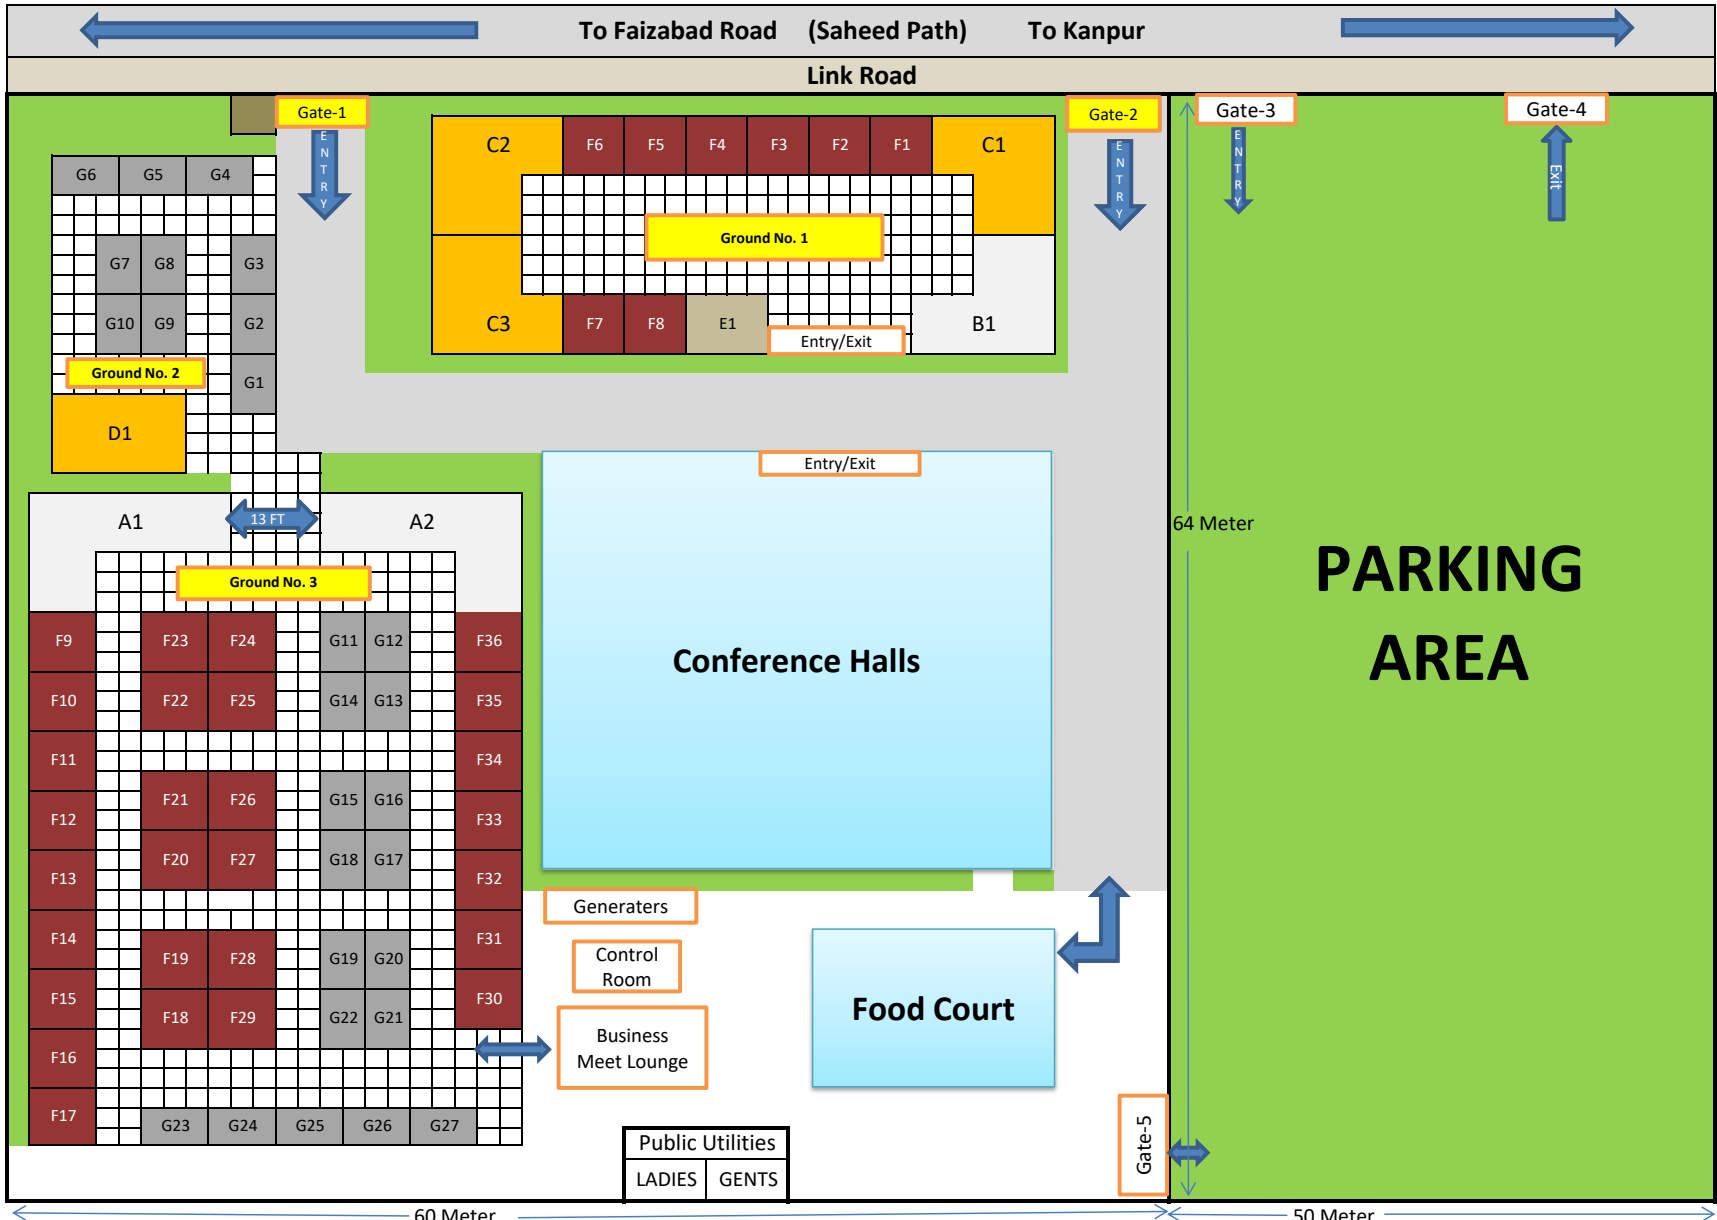 To Faizabad Road (Saheed Path) To Kanpur
Link Road
Gate-1
Gate-2
Gate-3
Gate-4
ENTRY
ENTRY
ENTRY
Exit
C2 F6 F5 F4 F3 F2 F1 C1
G6 G5 G4
Ground No. 1
G7 G8 G3
G10 G9 G2
C3 F7 F8 E1 B1
Entry/Exit
Ground No. 2
G1
D1
Entry/Exit
A1 13 FT A2
64 Meter
Ground No. 3
PARKING
AREA
Conference Halls
F9 F23 F24 G11 G12 F36
F10 F22 F25 G14 G13 F35
F11 F34
F21 F26 G15 G16
F12 F33
F20 F27 G18 G17
F13 F32
Generaters
F14 F31
F19 F28 G19 G20
Control
Room
F15 F30
F18 F29 G22 G21
Food Court
Business
Meet Lounge
F16
F17 G23 G24 G25 G26 G27
Public Utilities
LADIES GENTS
Gate-5
60 Meter
50 Meter